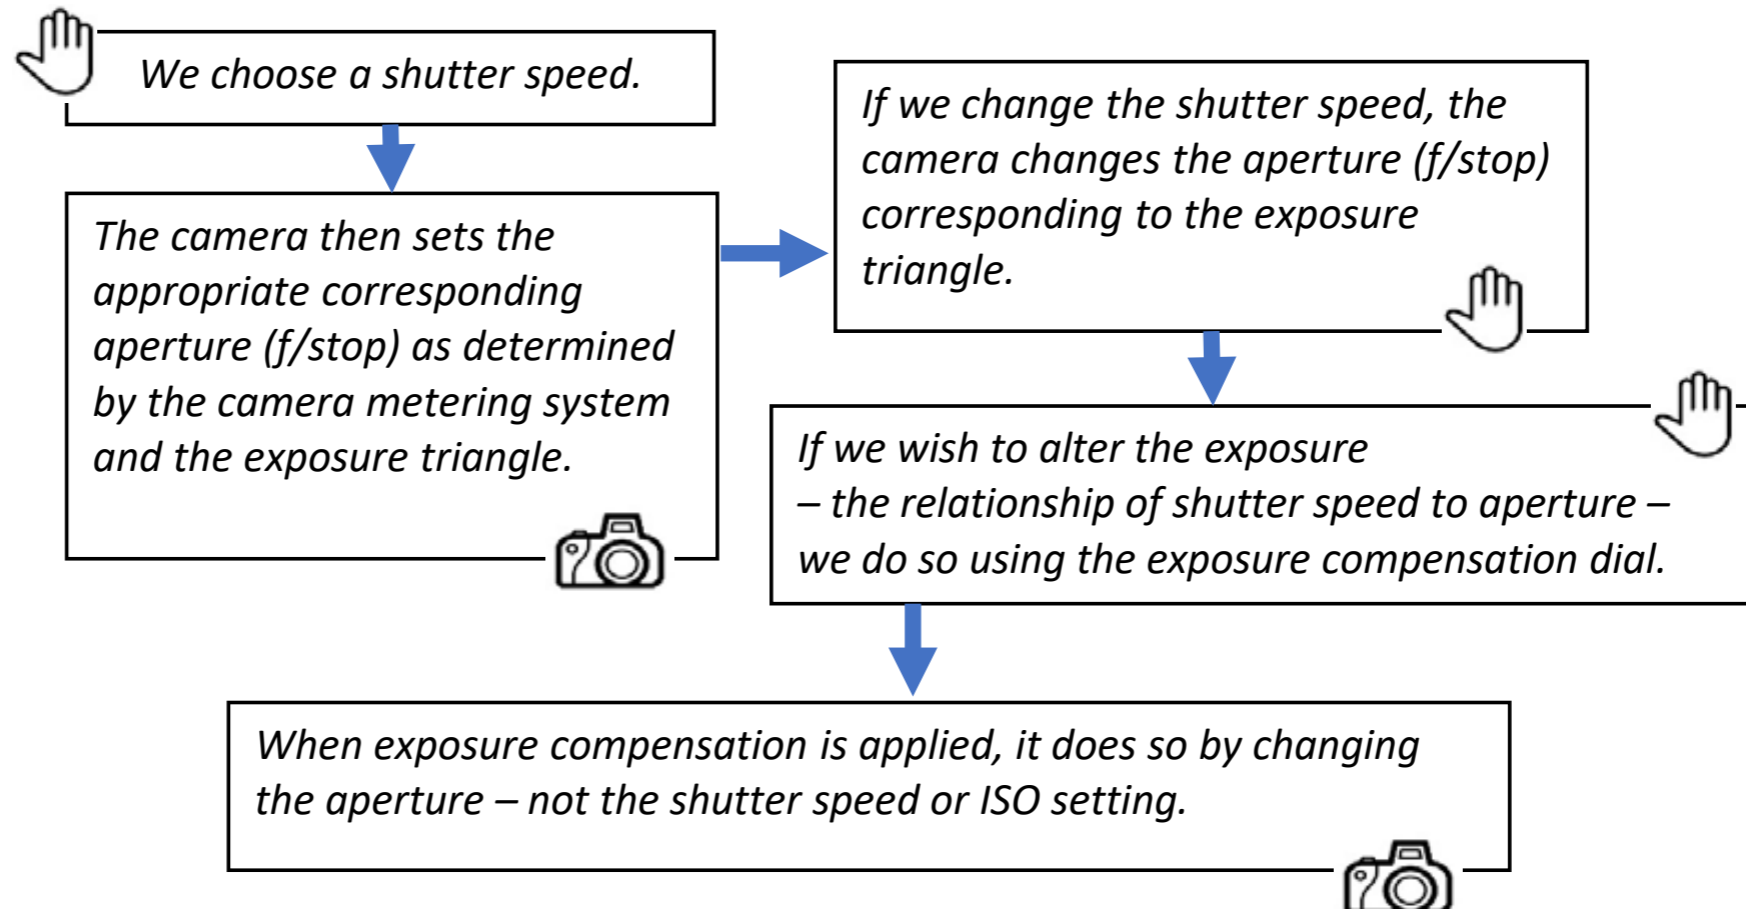 We choose a shutter speed.
The camera then sets the
appropriate corresponding
aperture (f/stop) as determined
by the camera metering system
and the exposure triangle.
If we change the shutter speed, the
camera changes the aperture (f/stop)
corresponding to the exposure
triangle.
If we wish to alter the exposure
– the relationship of shutter speed to aperture –
we do so using the exposure compensation dial.
When exposure compensation is applied, it does so by changing
the aperture – not the shutter speed or ISO setting.